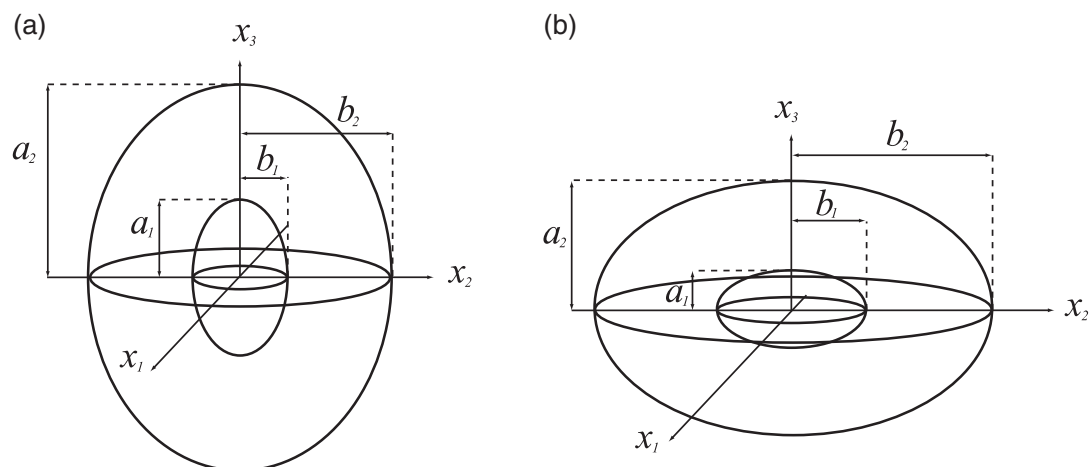 (a)
x₃
b₂
a₂
b₁
a₁
x₂
x₁
(b)
x₃
b₂
a₂
b₁
a₁
x₂
x₁